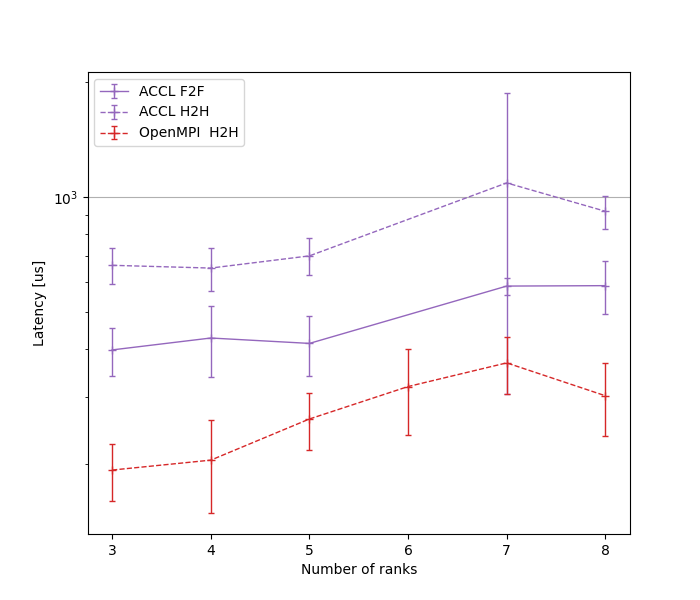 ACCL F2F
ACCL H2H
OpenMPI  H2H
10³
Latency [us]
3 4 5 6 7 8
Number of ranks